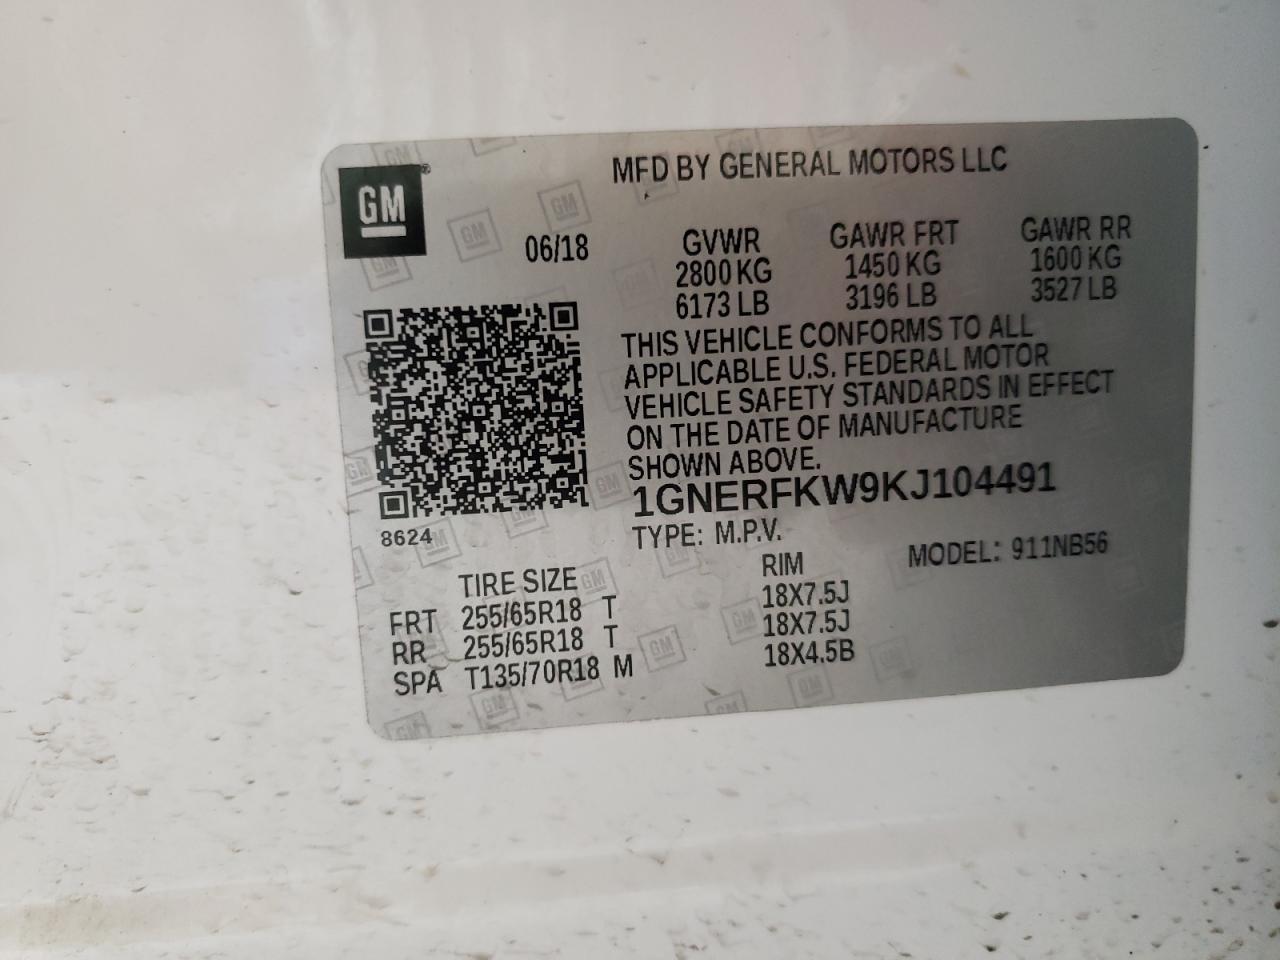 GM®
MFD BY GENERAL MOTORS LLC
06/18
GVWR GAWR FRT GAWR RR
2800 KG 1450 KG 1600 KG
6173 LB 3196 LB 3527 LB
THIS VEHICLE CONFORMS TO ALL
APPLICABLE U.S. FEDERAL MOTOR
VEHICLE SAFETY STANDARDS IN EFFECT
ON THE DATE OF MANUFACTURE
SHOWN ABOVE.
1GNERFKW9KJ104491
8624
TYPE: M.P.V. MODEL: 911NB56
TIRE SIZE RIM
FRT 255/65R18 T 18X7.5J
RR 255/65R18 T 18X7.5J
SPA T135/70R18 M 18X4.5B